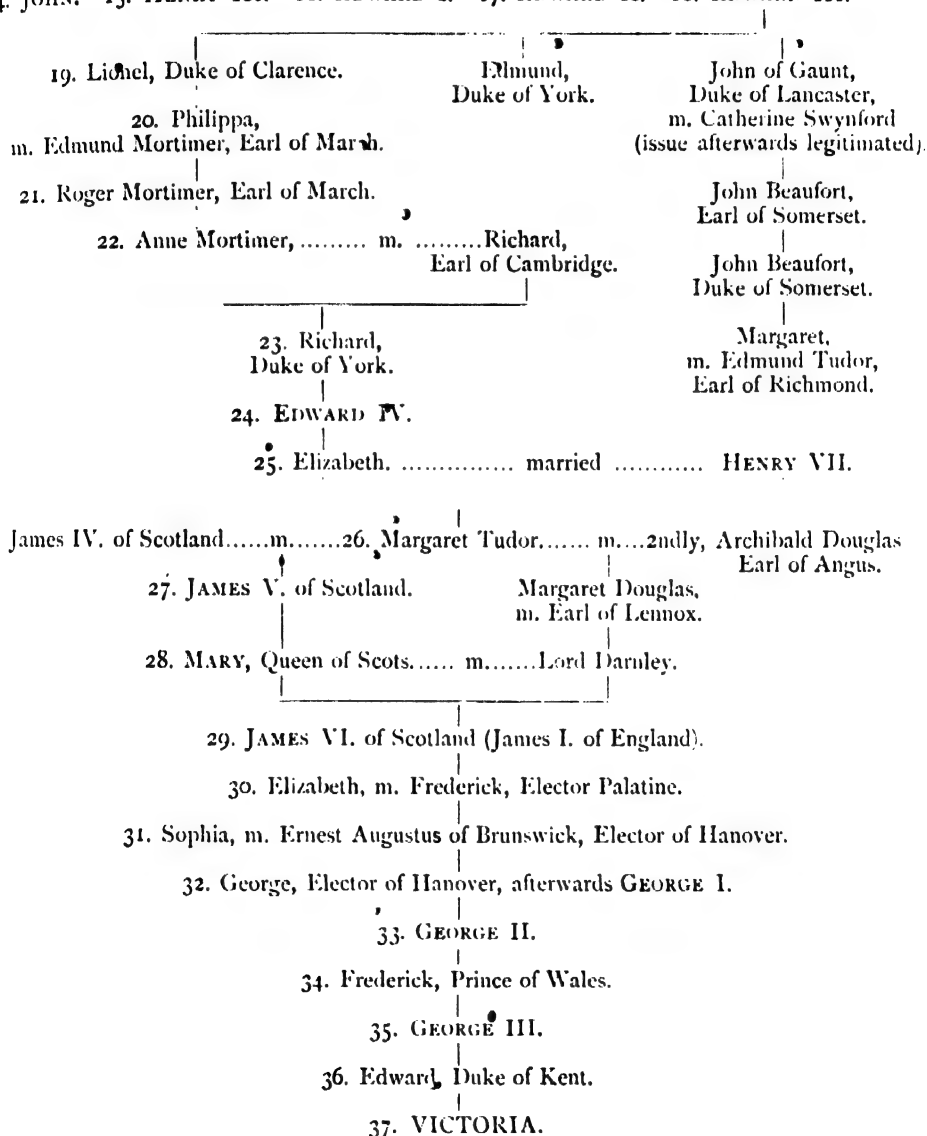 JOHN.
19. Lionel, Duke of Clarence. Edmund, John of Gaunt,
Duke of York. Duke of Lancaster,
20. Philippa, m. Catherine Swynford
m. Edmund Mortimer, Earl of March. (issue afterwards legitimated).
21. Roger Mortimer, Earl of March. John Beaufort,
Earl of Somerset.
22. Anne Mortimer, ......... m. .........Richard,
Earl of Cambridge. John Beaufort,
Duke of Somerset.
23. Richard, Margaret,
Duke of York. m. Edmund Tudor,
Earl of Richmond.
24. EDWARD IV.
25. Elizabeth. ............... married ............ HENRY VII.
James IV. of Scotland......m.......26. Margaret Tudor....... m....2ndly, Archibald Douglas
Earl of Angus.
27. JAMES V. of Scotland. Margaret Douglas,
m. Earl of Lennox.
28. MARY, Queen of Scots...... m.......Lord Darnley.
29. JAMES VI. of Scotland (James I. of England).
30. Elizabeth, m. Frederick, Elector Palatine.
31. Sophia, m. Ernest Augustus of Brunswick, Elector of Hanover.
32. George, Elector of Hanover, afterwards GEORGE I.
33. GEORGE II.
34. Frederick, Prince of Wales.
35. GEORGE III.
36. Edward, Duke of Kent.
37. VICTORIA.